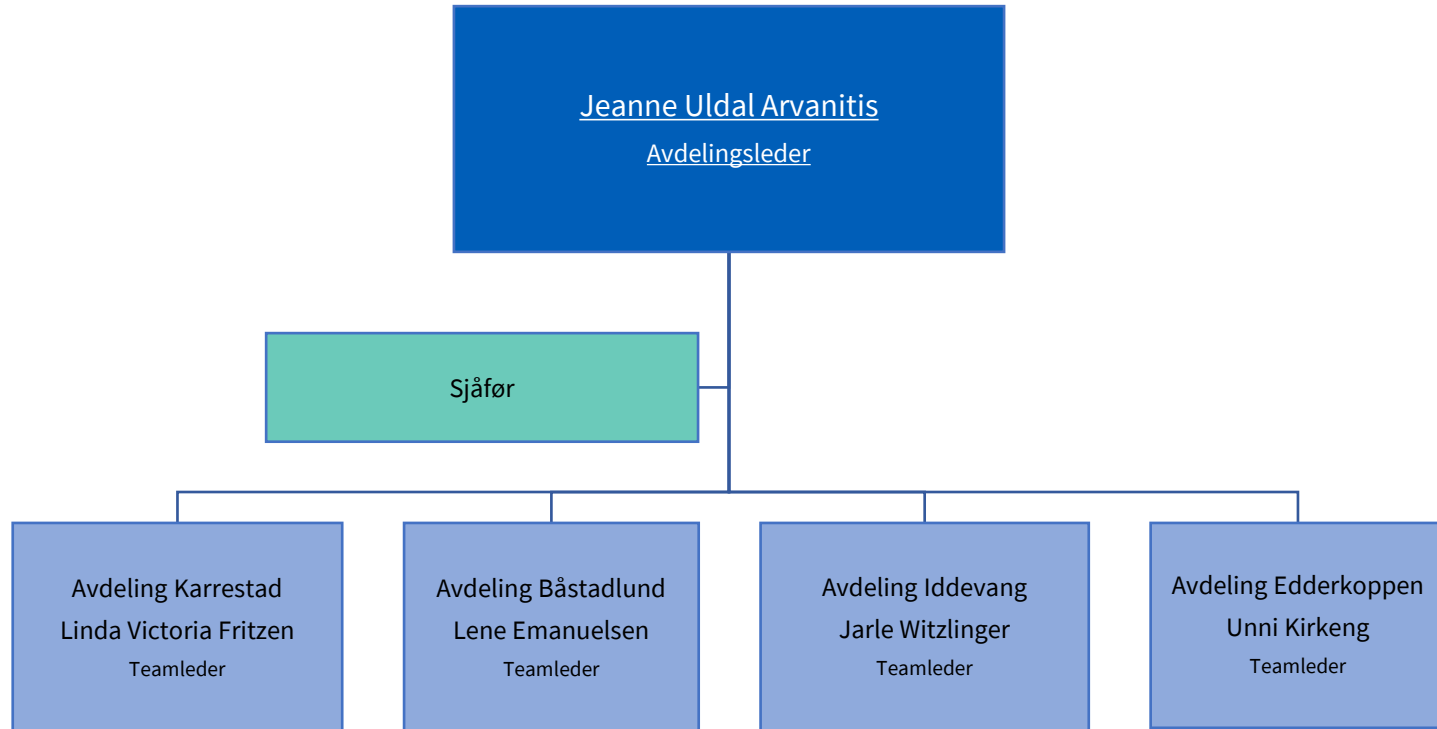 Jeanne Uldal Arvanitis
Avdelingsleder
Sjåfør
Avdeling Karrestad
Linda Victoria Fritzen
Teamleder
Avdeling Båstadlund
Lene Emanuelsen
Teamleder
Avdeling Iddevang
Jarle Witzlinger
Teamleder
Avdeling Edderkoppen
Unni Kirkeng
Teamleder